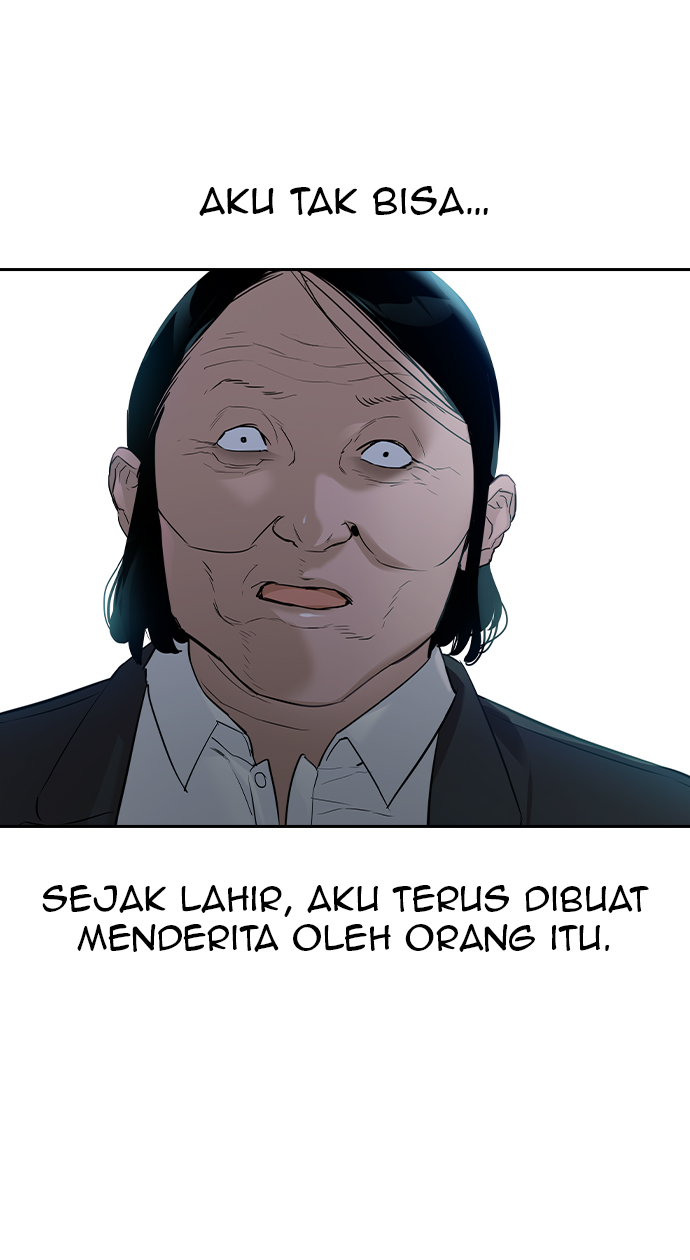 AKU TAK BISA...
SEJAK LAHIR, AKU TERUS DIBUAT
MENDERITA OLEH ORANG ITU.